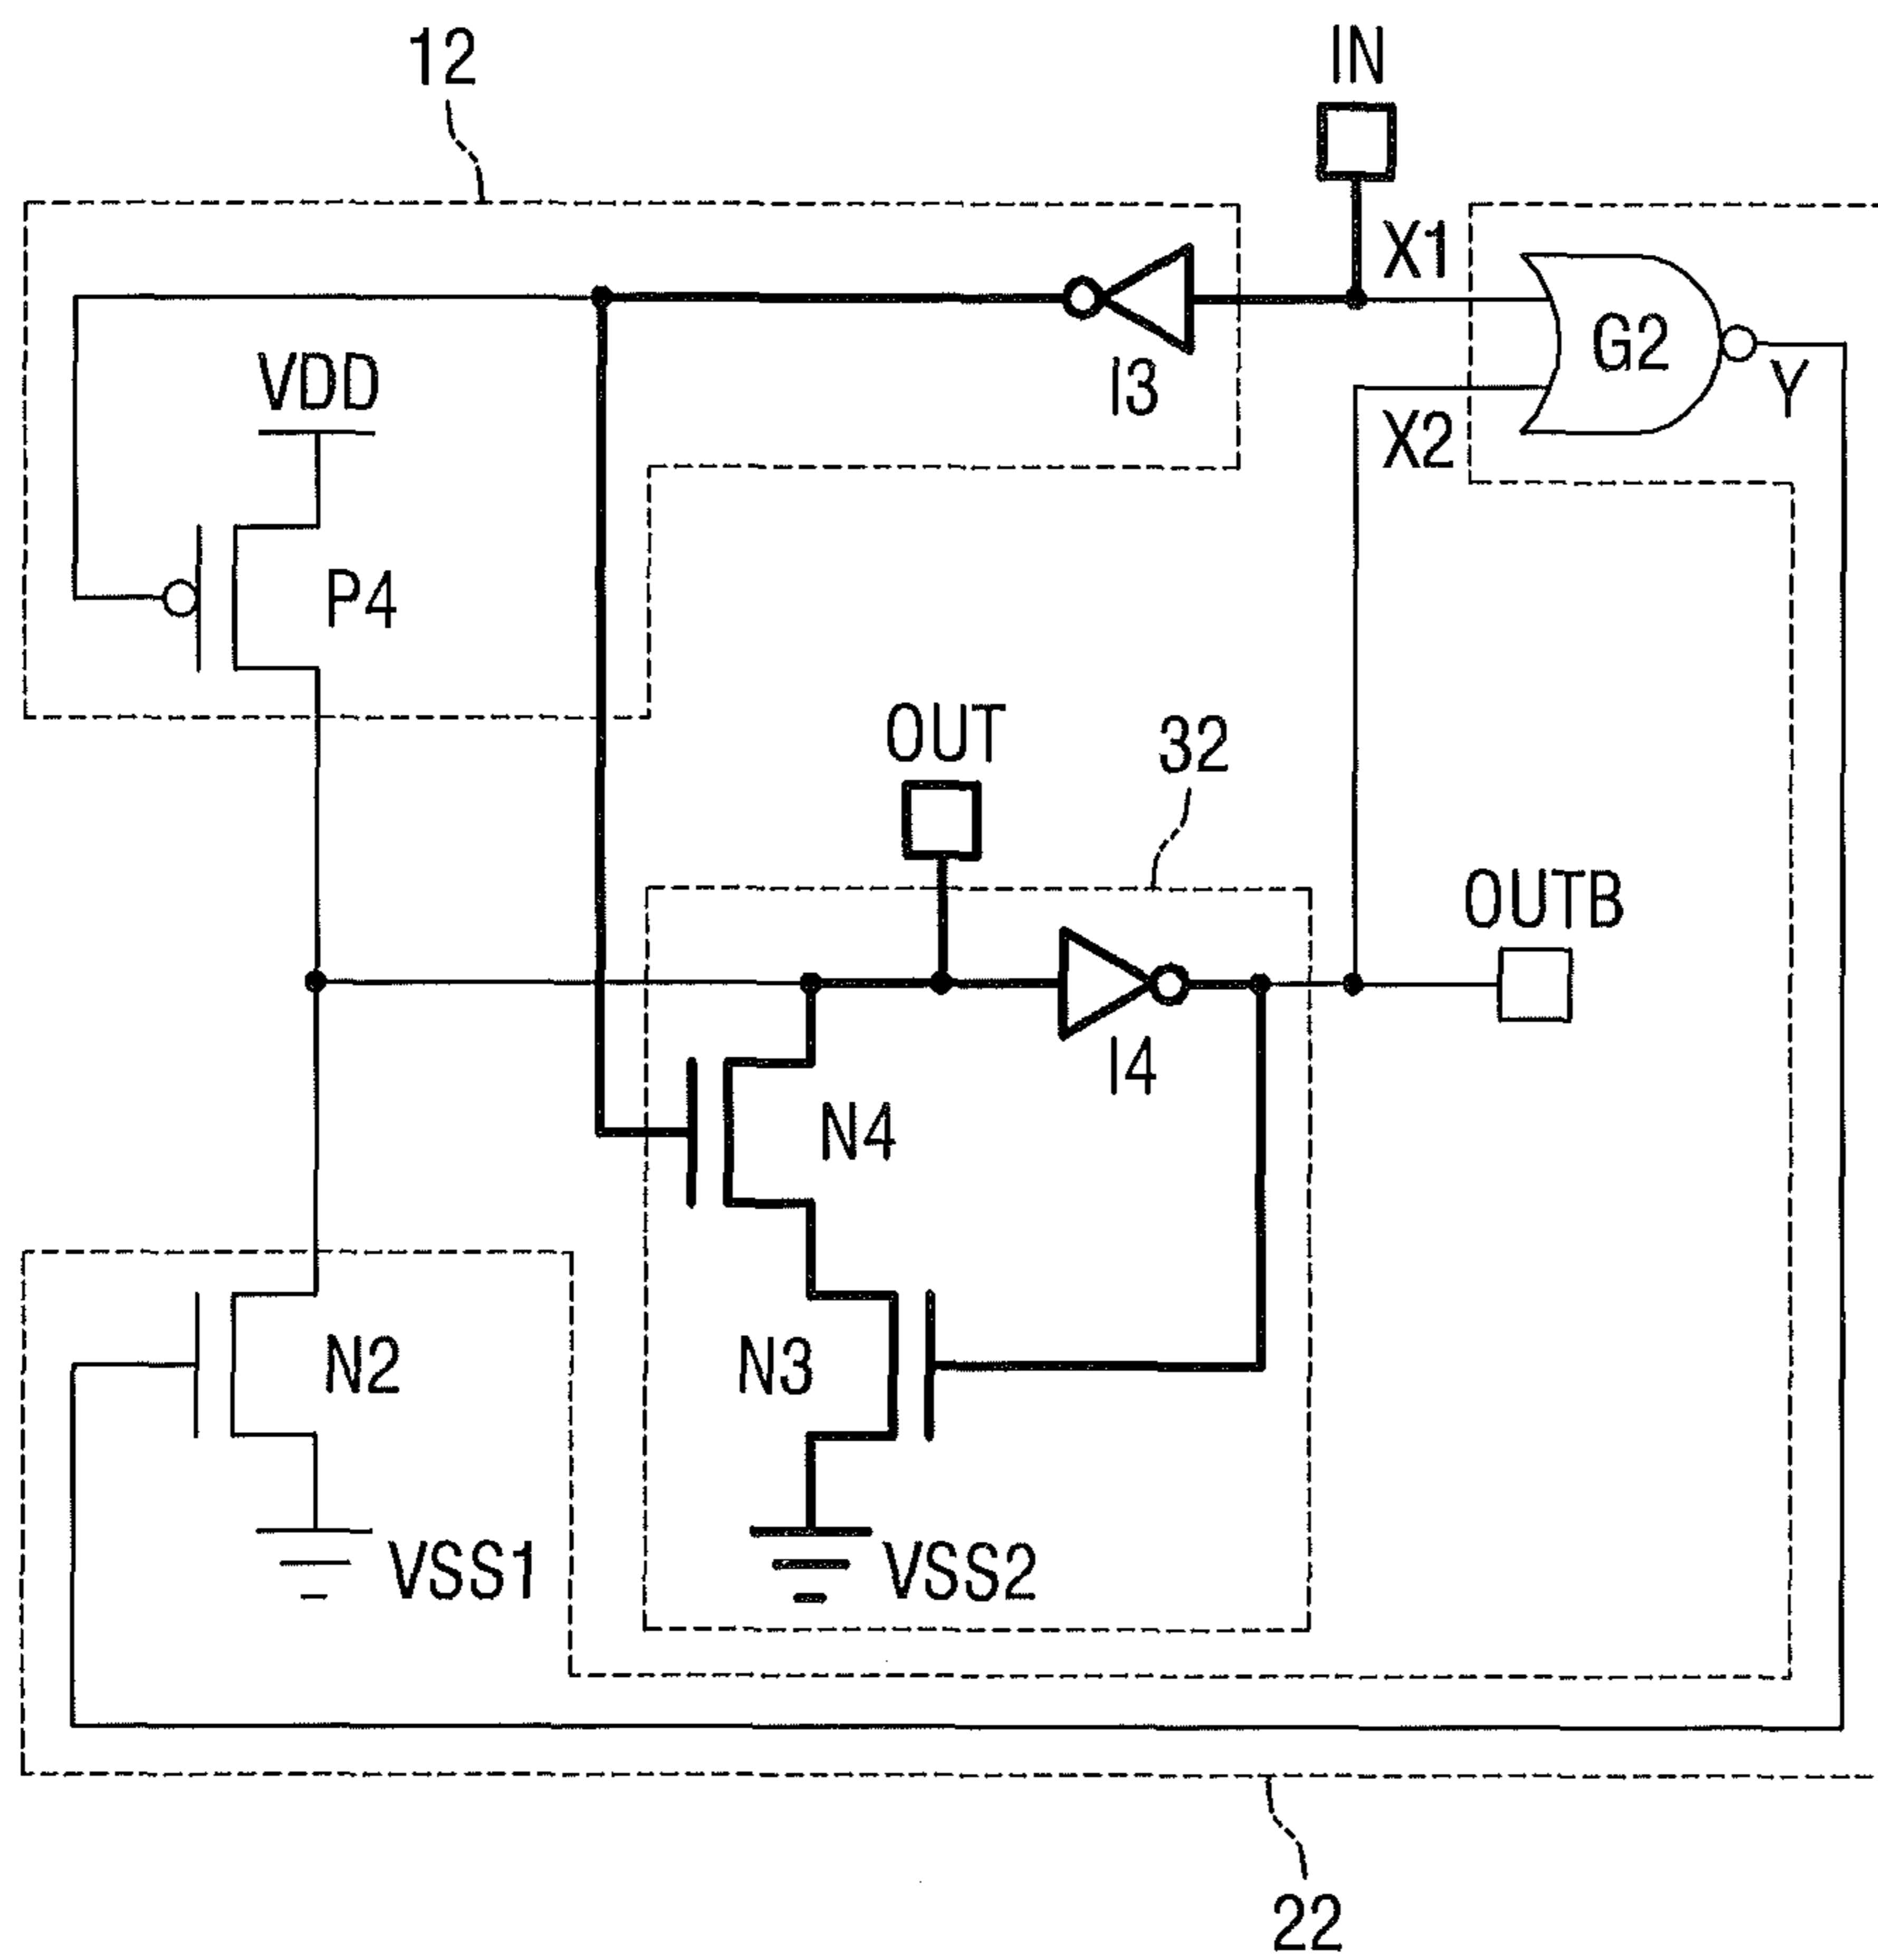 12
IN
X1
G2
Y
VDD
I3
X2
P4
OUT
32
OUTB
I4
N4
N2
N3
VSS1
VSS2
22